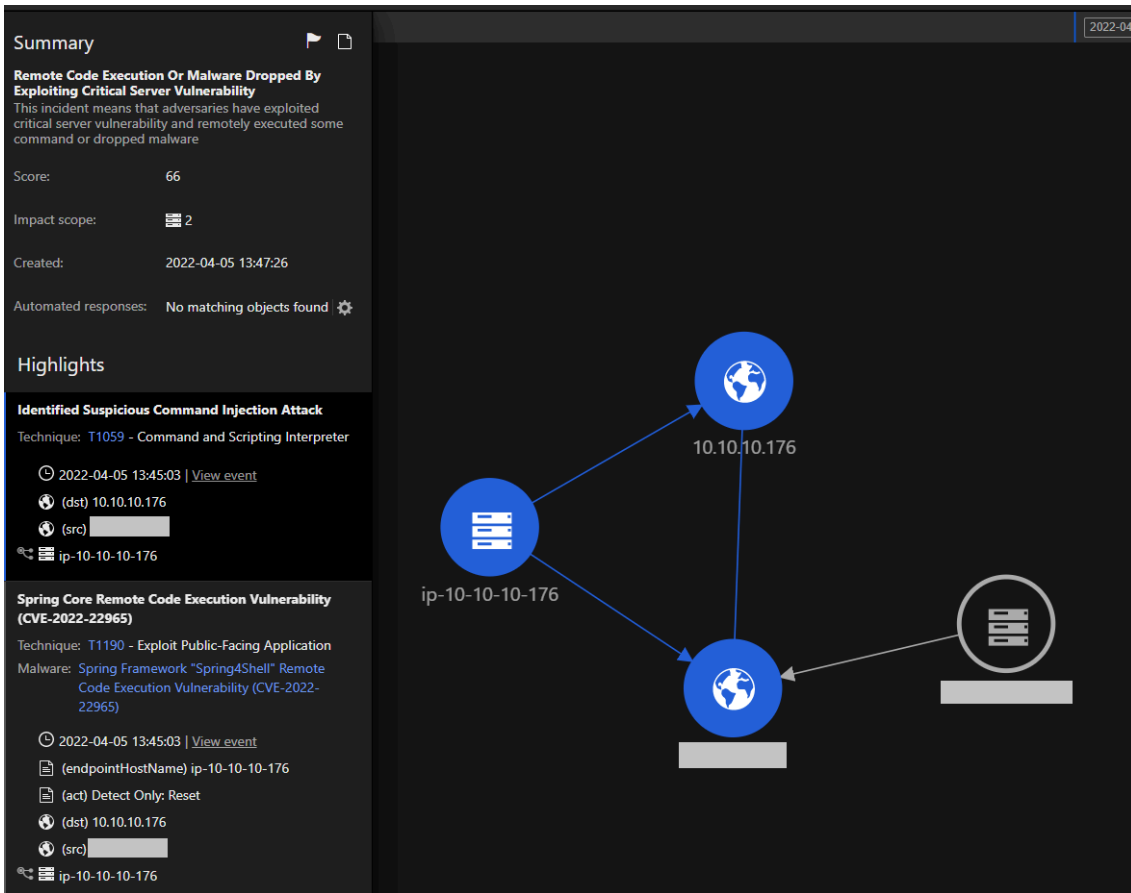 Summary
Remote Code Execution Or Malware Dropped By
Exploiting Critical Server Vulnerability
This incident means that adversaries have exploited
critical server vulnerability and remotely executed some
command or dropped malware
Score: 66
Impact scope: 2
Created: 2022-04-05 13:47:26
Automated responses: No matching objects found
Highlights
Identified Suspicious Command Injection Attack
Technique: T1059 - Command and Scripting Interpreter
2022-04-05 13:45:03 | View event
(dst) 10.10.10.176
(src)
ip-10-10-10-176
Spring Core Remote Code Execution Vulnerability
(CVE-2022-22965)
Technique: T1190 - Exploit Public-Facing Application
Malware: Spring Framework "Spring4Shell" Remote
Code Execution Vulnerability (CVE-2022-
22965)
2022-04-05 13:45:03 | View event
(endpointHostName) ip-10-10-10-176
(act) Detect Only: Reset
(dst) 10.10.10.176
(src)
ip-10-10-10-176
2022-04
10.10.10.176
ip-10-10-10-176